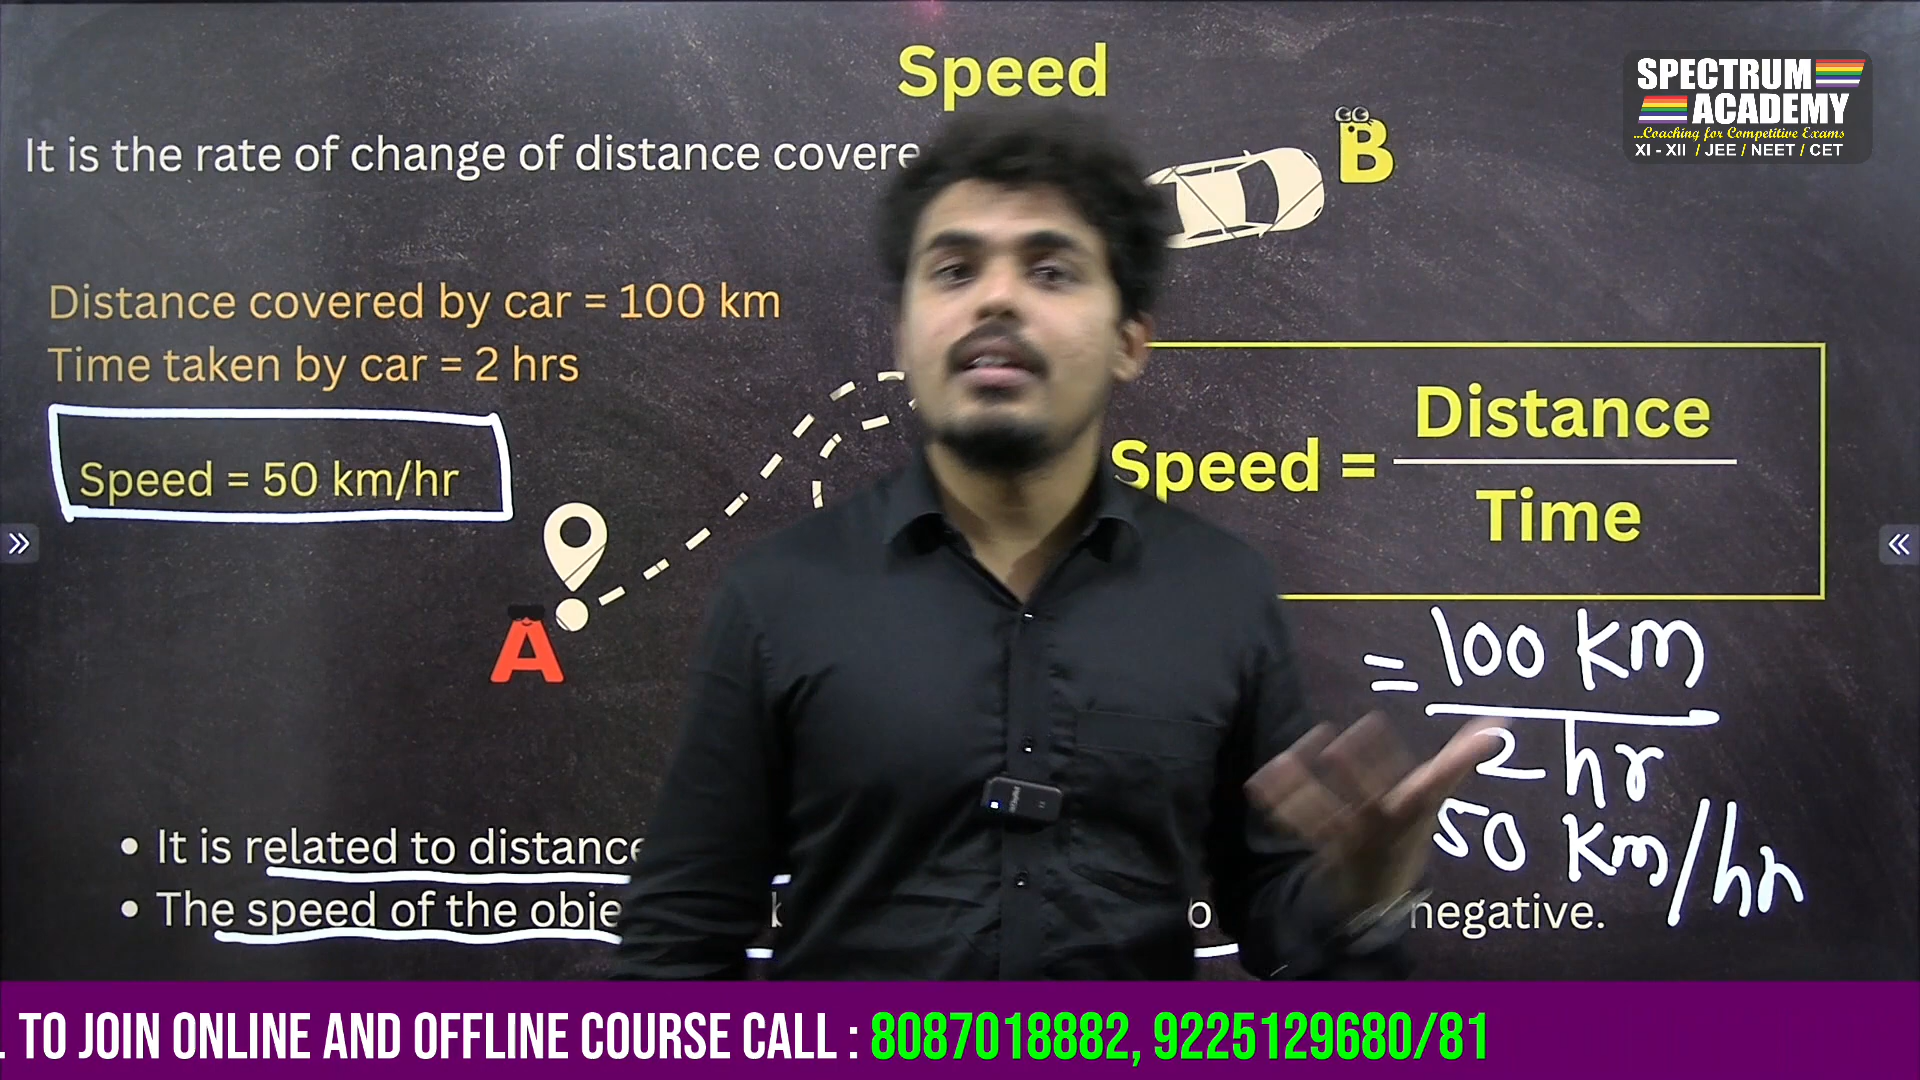 Speed
SPECTRUM
ACADEMY
...Coaching for Competitive Exams
XI - XII / JEE / NEET / CET
It is the rate of change of distance
B
Distance covered by car = 100 km
Time taken by car = 2 hrs
Speed = 50 km/hr
Speed = Distance
Time
A
= 100 km
2 hr
50 km/hr
• It is related to distance
• The speed of the negative.
TO JOIN ONLINE AND OFFLINE COURSE CALL : 8087018882, 9225129680/81